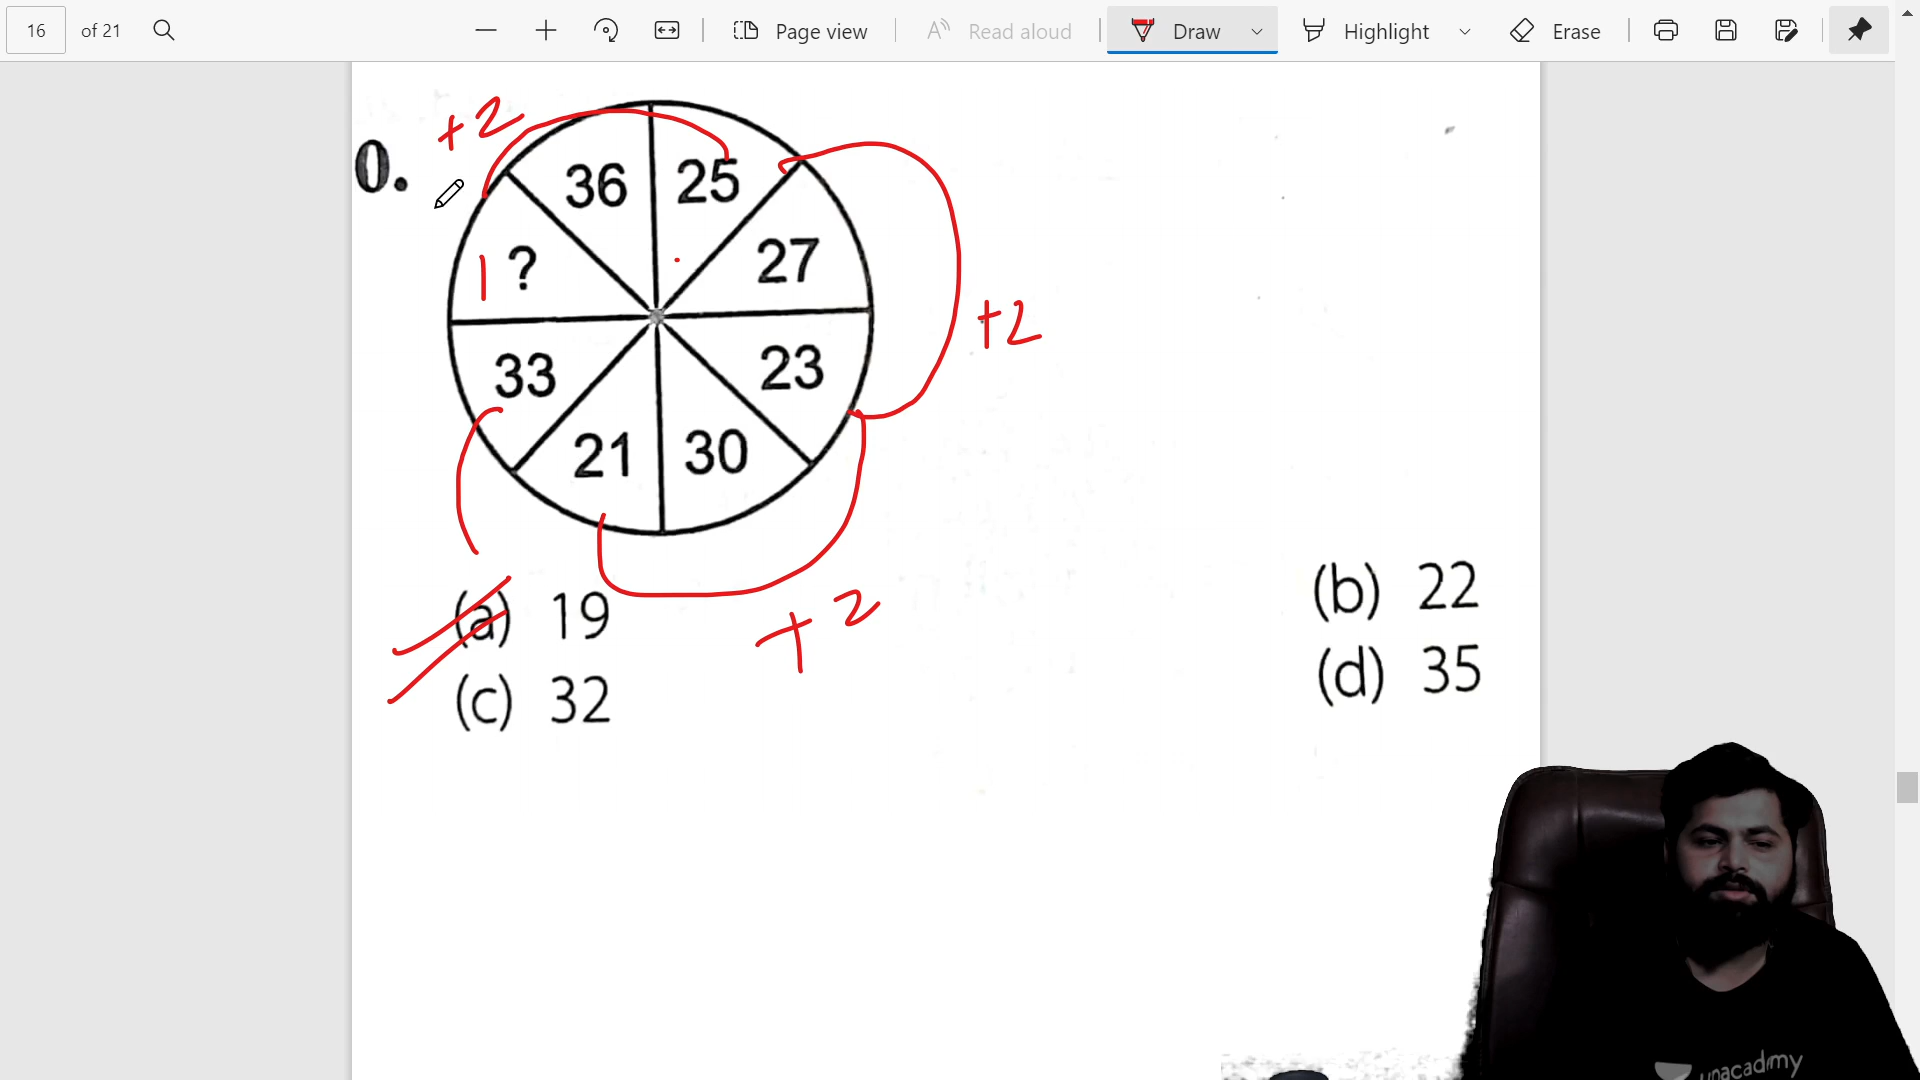 16 of 21 Page view Read aloud Draw Highlight Erase
+2
0.
36 25
? 27
1
33 23
21 30
+2
+2
(a) 19 (b) 22
(c) 32 (d) 35
unacademy